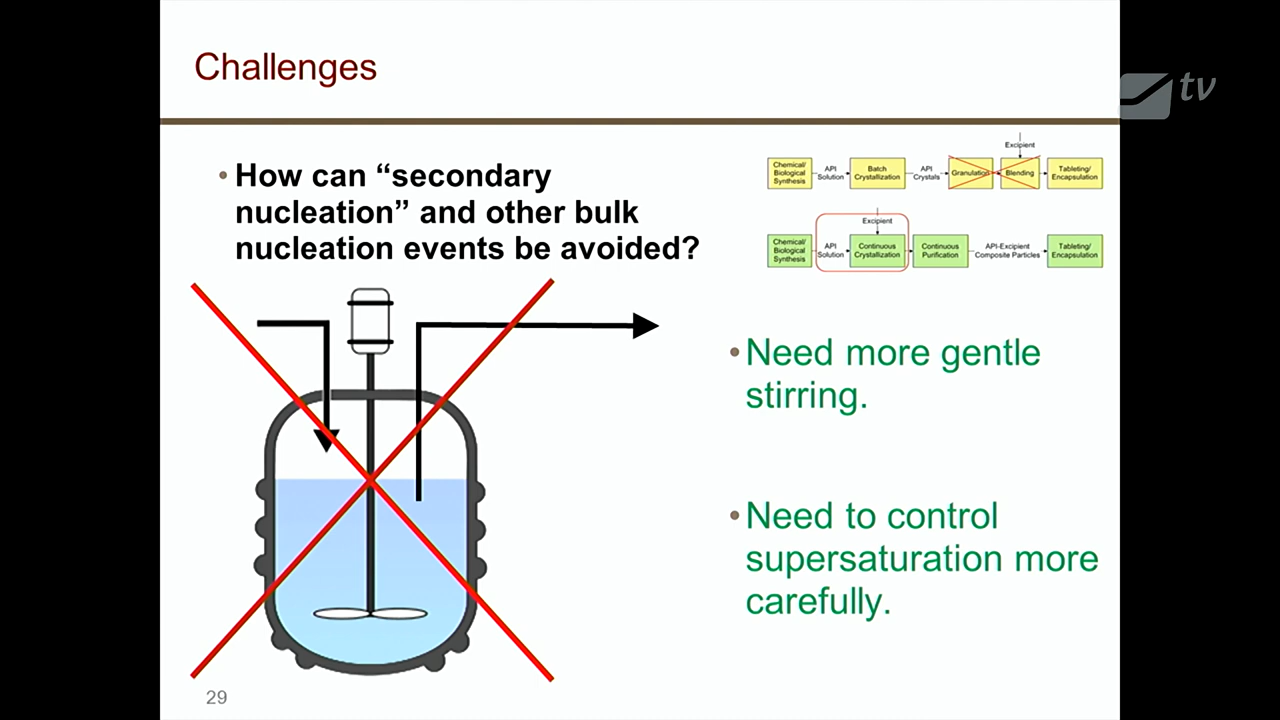 Challenges
tv
• How can “secondary
nucleation” and other bulk
nucleation events be avoided?
Excipient
Chemical/
Biological
Synthesis
API
Solution
Batch
Crystallization
API
Crystals
Granulation
Blending
Tableting/
Encapsulation
Excipient
Chemical/
Biological
Synthesis
API
Solution
Continuous
Crystallization
Continuous
Purification
API-Excipient
Composite Particles
Tableting/
Encapsulation
• Need more gentle
stirring.
• Need to control
supersaturation more
carefully.
29